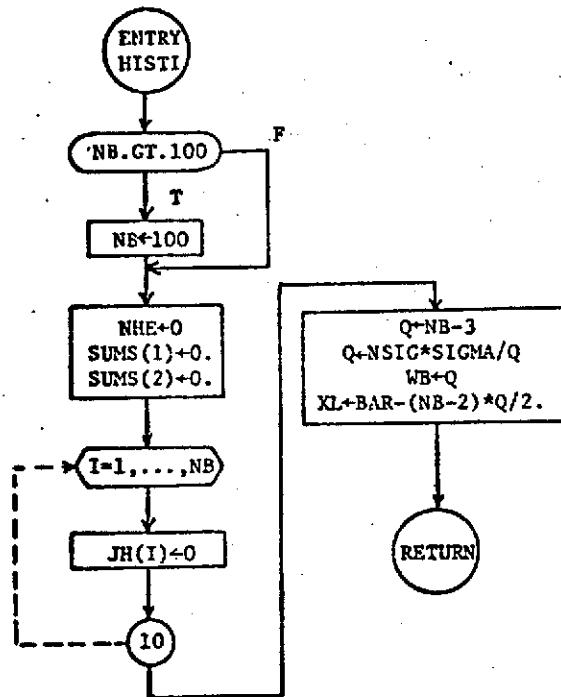 ENTRY
HISTI
NB.GT.100
F
T
NB←100
NHE←0
SUMS(1)←0.
SUMS(2)←0.
I=1,...,NB
JH(I)←0
10
Q←NB-3
Q←NSIG*SIGMA/Q
WB←Q
XL←BAR-(NB-2)*Q/2.
RETURN